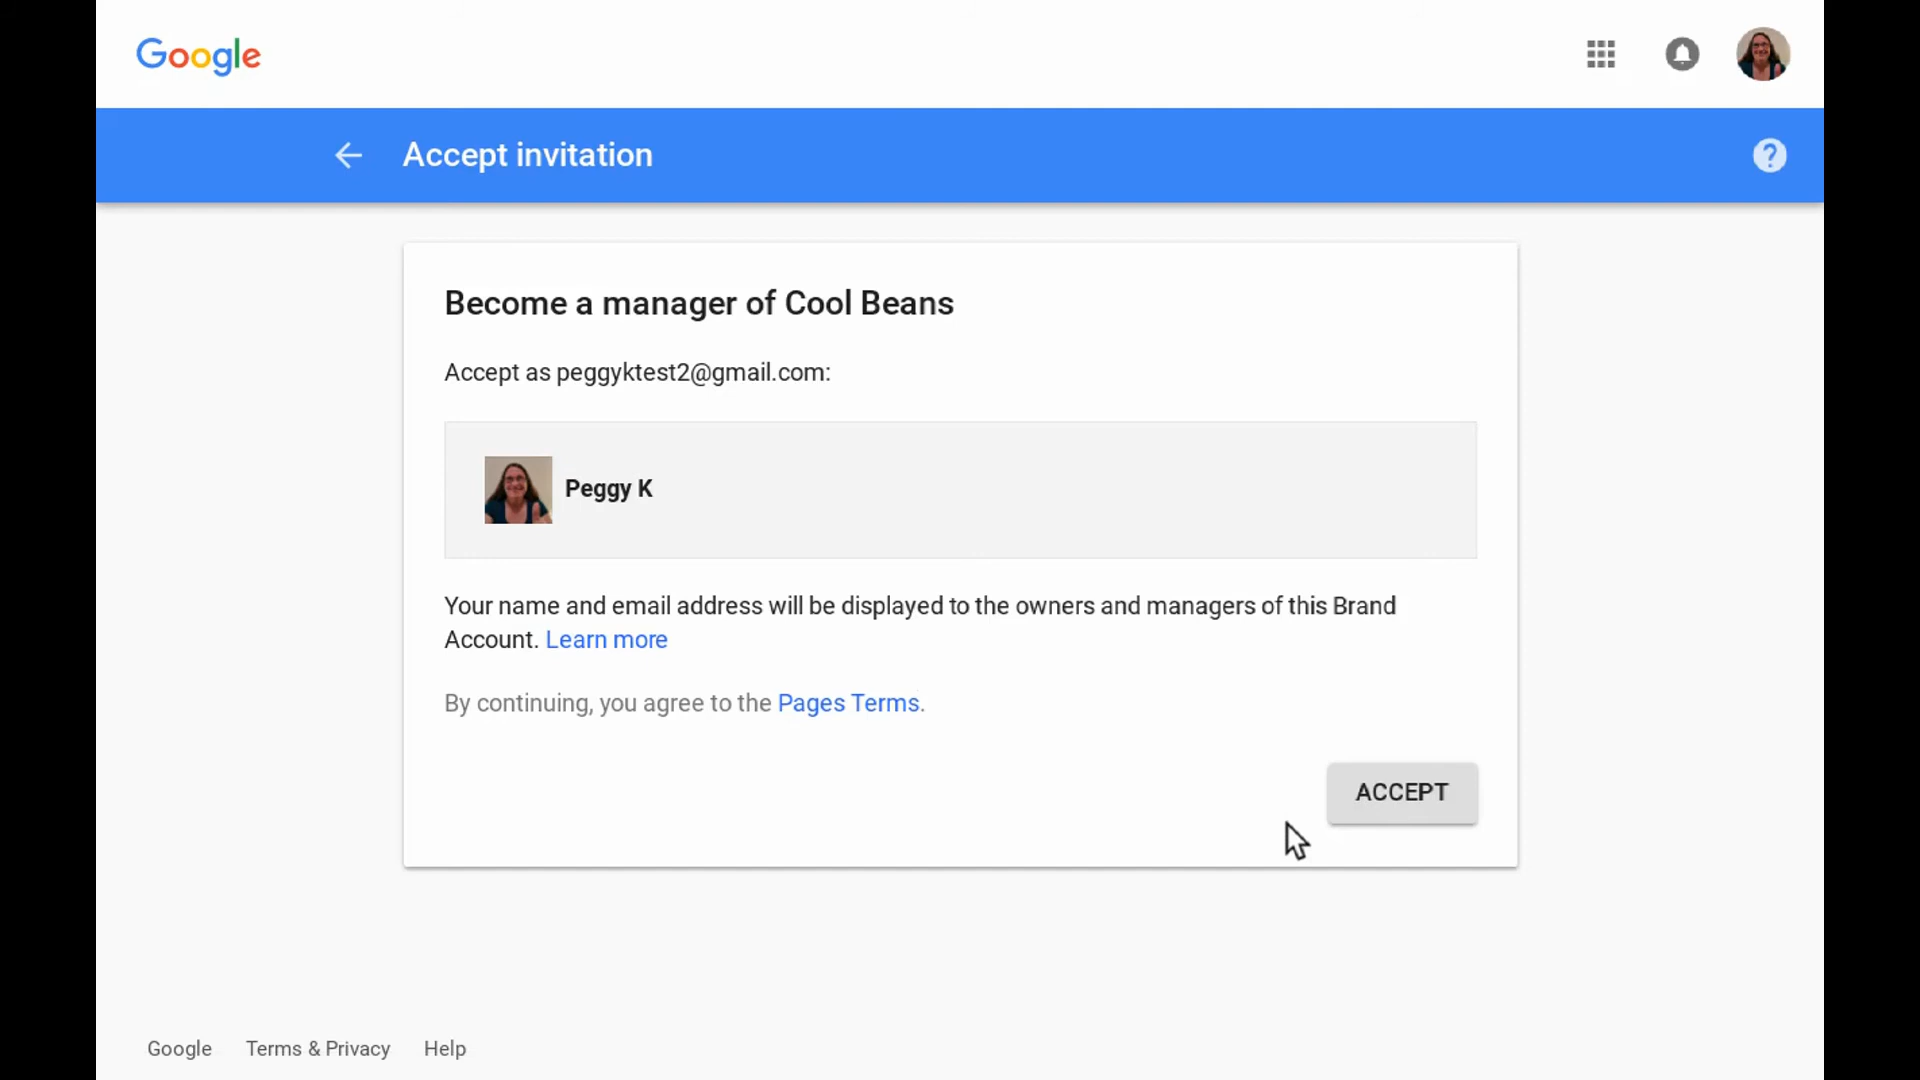 Google
Accept invitation
Become a manager of Cool Beans
Accept as peggyktest2@gmail.com:
Peggy K
Your name and email address will be displayed to the owners and managers of this Brand
Account. Learn more
By continuing, you agree to the Pages Terms.
ACCEPT
Google Terms & Privacy Help